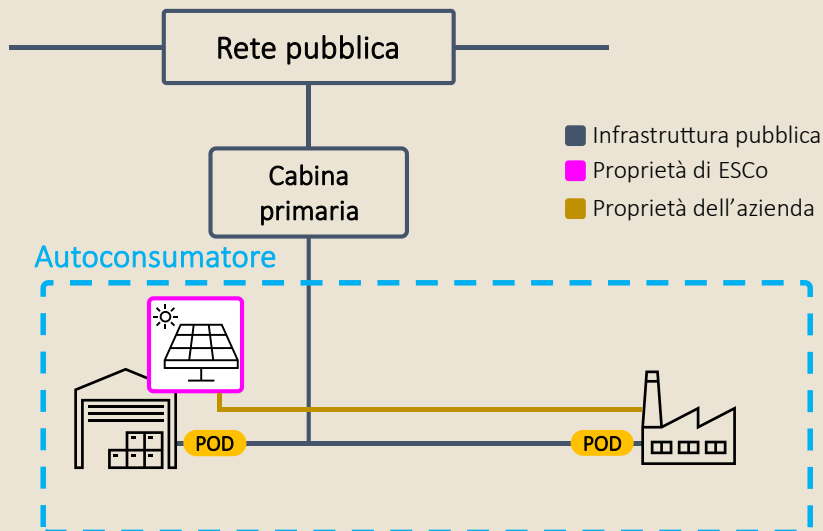 Rete pubblica
Infrastruttura pubblica
Cabina
primaria
Proprietà di ESCo
Proprietà dell’azienda
Autoconsumatore
POD
POD